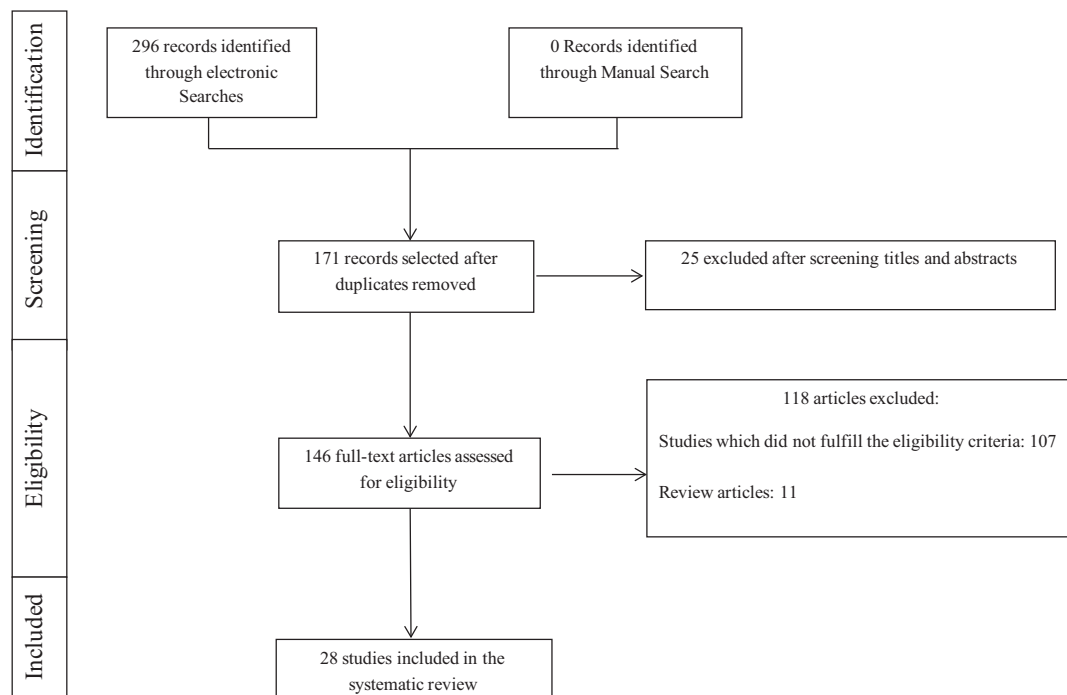 Identification
296 records identified
through electronic
Searches
0 Records identified
through Manual Search
Screening
171 records selected after
duplicates removed
25 excluded after screening titles and abstracts
Eligibility
146 full-text articles assessed
for eligibility
118 articles excluded:
Studies which did not fulfill the eligibility criteria: 107
Review articles: 11
Included
28 studies included in the
systematic review